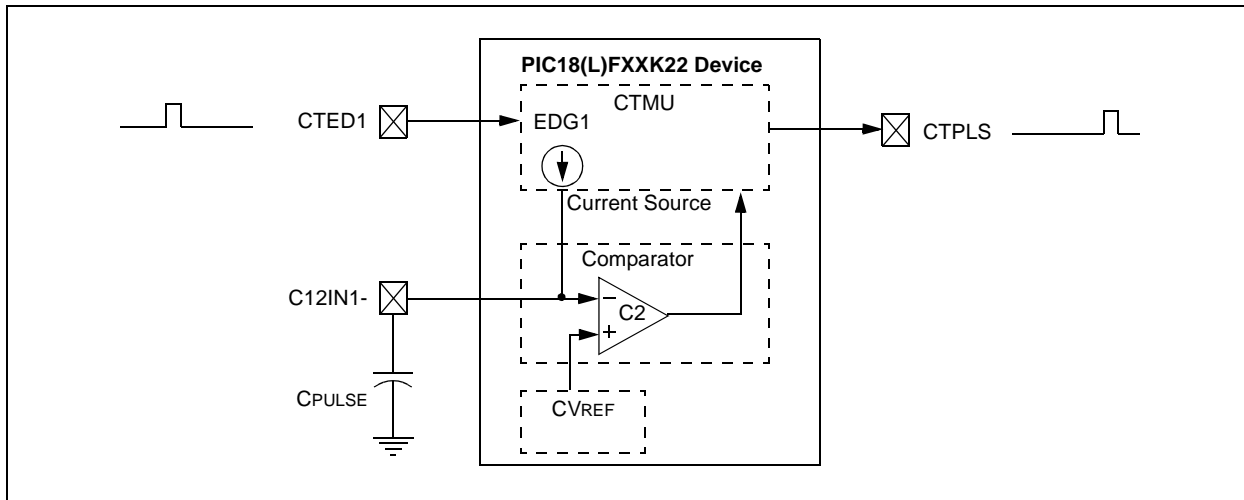 PIC18(L)FXXK22 Device
CTMU
CTED1
EDG1
CTPLS
Current Source
Comparator
C12IN1-
−
C2
+
CPULSE
CVREF